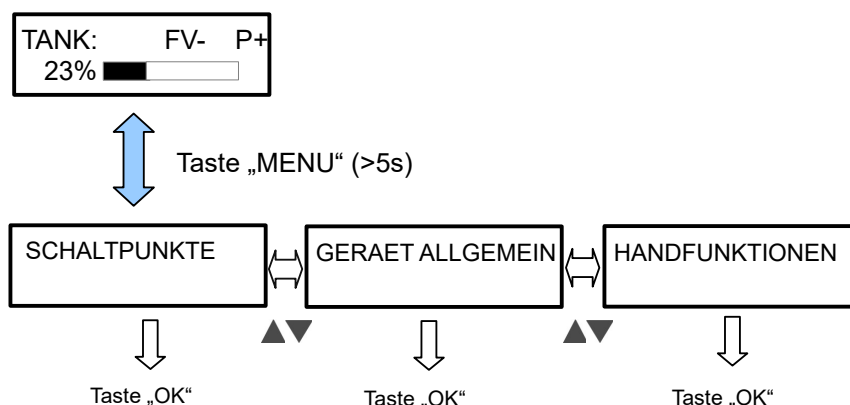 TANK: FV- P+
23%
Taste „MENU“ (>5s)
SCHALTPUNKTE
GERAET ALLGEMEIN
HANDFUNKTIONEN
Taste „OK“
Taste „OK“
Taste „OK“